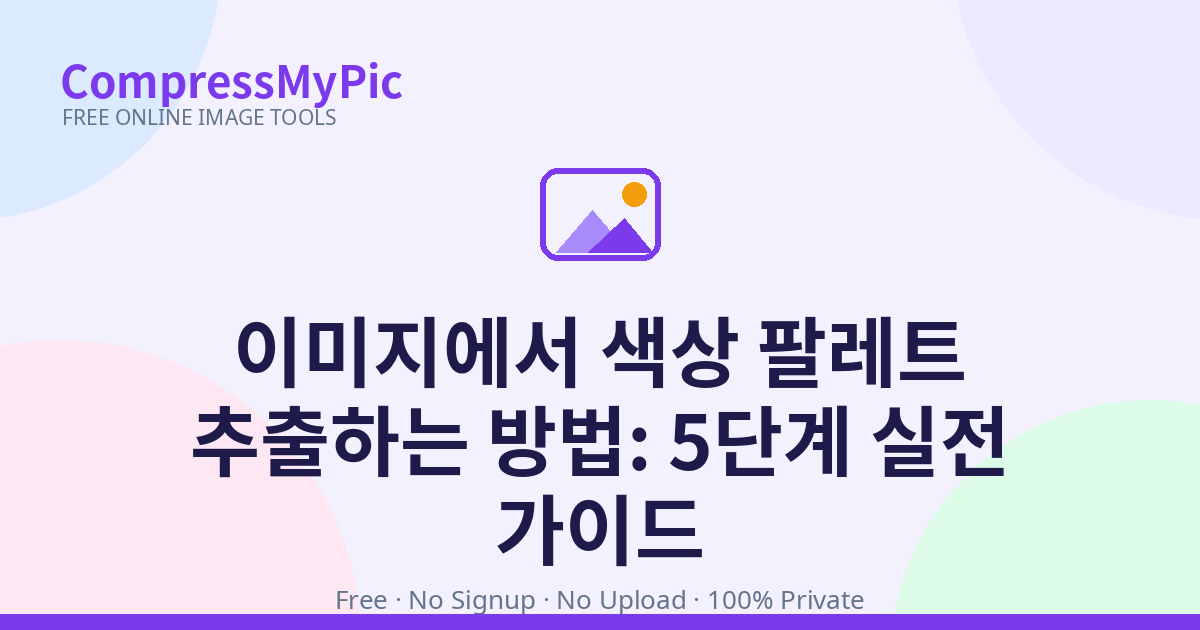 CompressMyPic
FREE ONLINE IMAGE TOOLS
이미지에서 색상 팔레트
추출하는 방법: 5단계 실전
가이드
Free · No Signup · No Upload · 100% Private